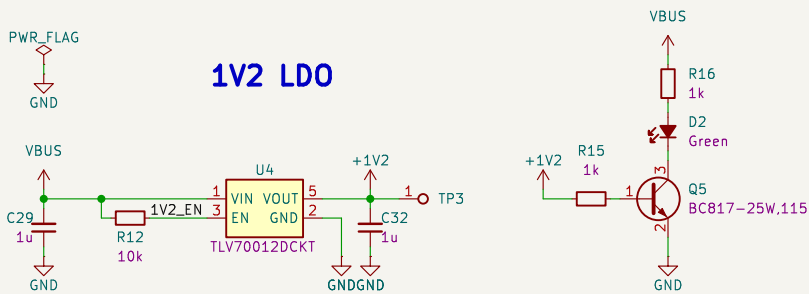 PWR_FLAG
GND
1V2 LDO
VBUS
C29
1u
GND
R12
10k
1V2_EN
U4
1 VIN VOUT 5
3 EN GND 2
TLV70012DCKT
+1V2
1 TP3
C32
1u
GND GND
VBUS
R16
1k
D2
Green
+1V2
R15
1k
1
3
Q5
BC817-25W,115
2
GND